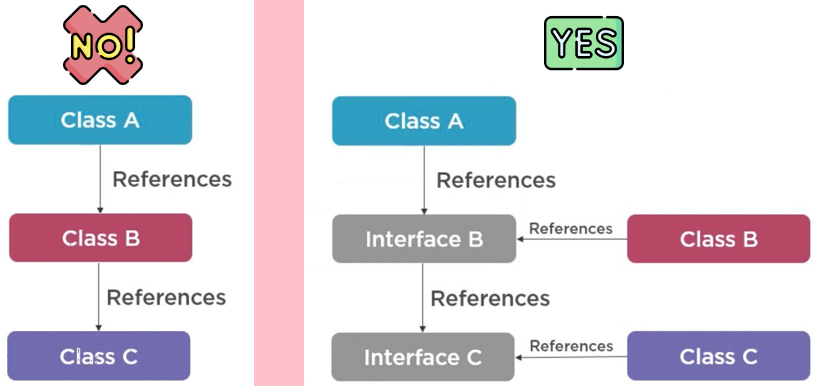 NO!
Class A
References
Class B
References
Class C
YES
Class A
References
Interface B
References
Class B
References
Interface C
References
Class C